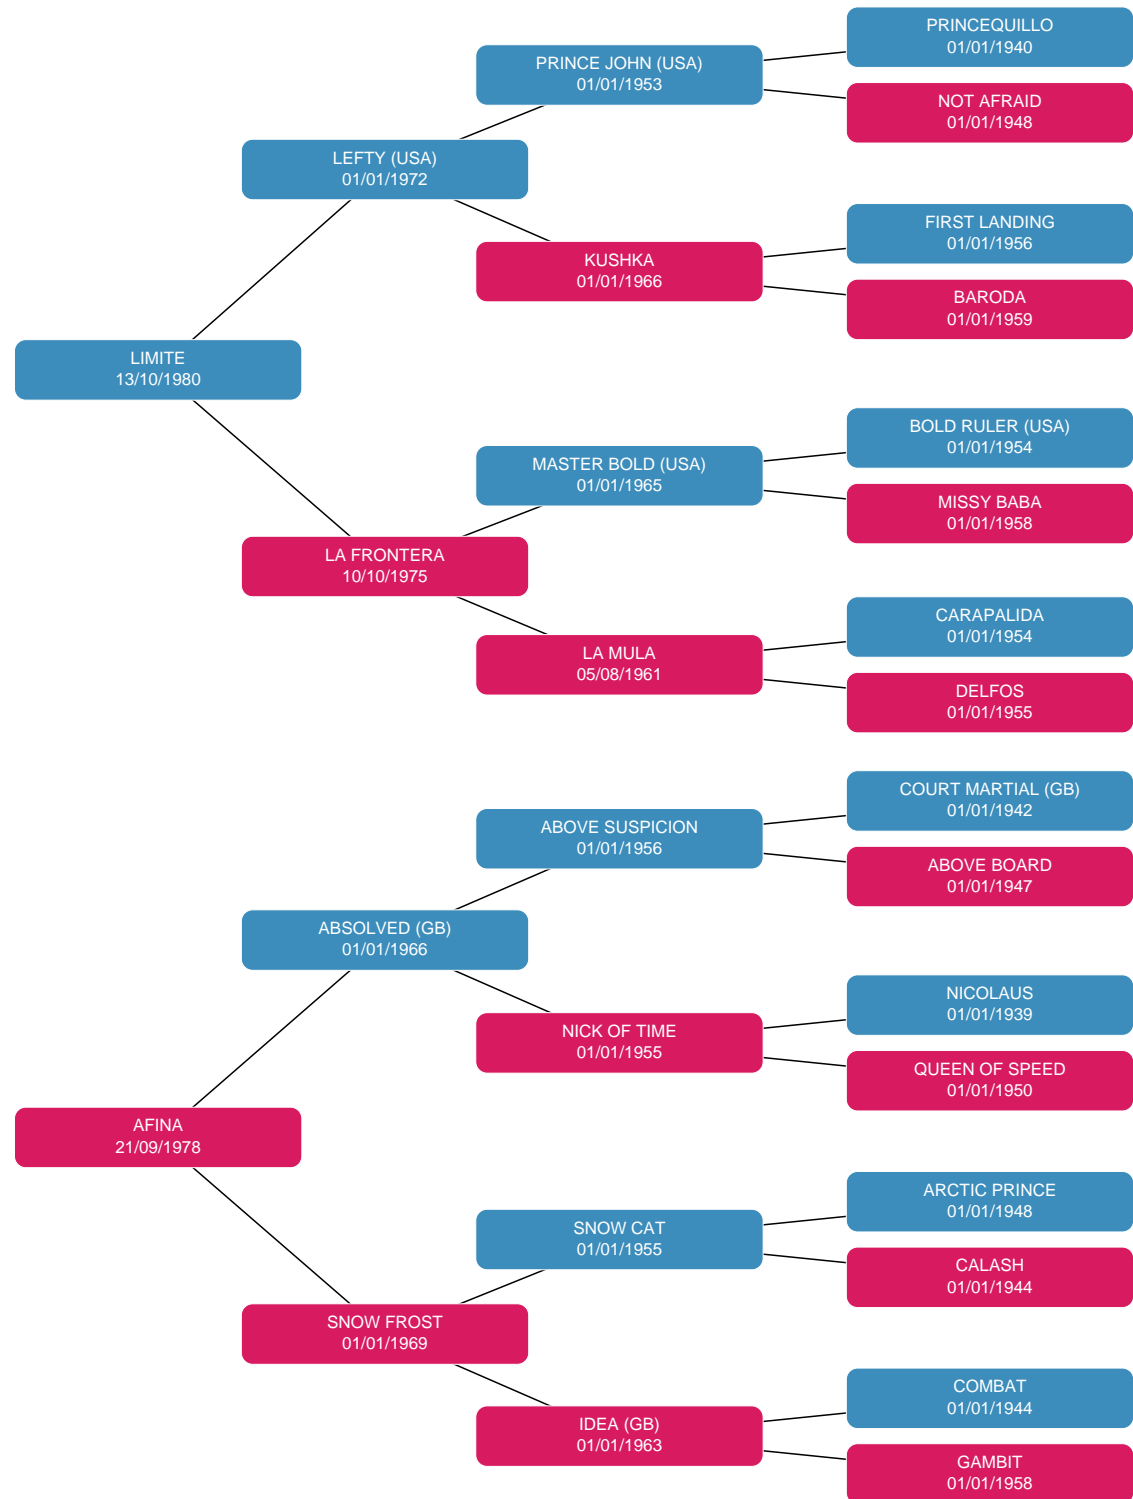 PRINCEQUILLO
01/01/1940
PRINCE JOHN (USA)
01/01/1953
NOT AFRAID
01/01/1948
LEFTY (USA)
01/01/1972
FIRST LANDING
01/01/1956
KUSHKA
01/01/1966
BARODA
01/01/1959
LIMITE
13/10/1980
BOLD RULER (USA)
01/01/1954
MASTER BOLD (USA)
01/01/1965
MISSY BABA
01/01/1958
LA FRONTERA
10/10/1975
CARAPALIDA
01/01/1954
LA MULA
05/08/1961
DELFOS
01/01/1955
COURT MARTIAL (GB)
01/01/1942
ABOVE SUSPICION
01/01/1956
ABOVE BOARD
01/01/1947
ABSOLVED (GB)
01/01/1966
NICOLAUS
01/01/1939
NICK OF TIME
01/01/1955
QUEEN OF SPEED
01/01/1950
AFINA
21/09/1978
ARCTIC PRINCE
01/01/1948
SNOW CAT
01/01/1955
CALASH
01/01/1944
SNOW FROST
01/01/1969
COMBAT
01/01/1944
IDEA (GB)
01/01/1963
GAMBIT
01/01/1958